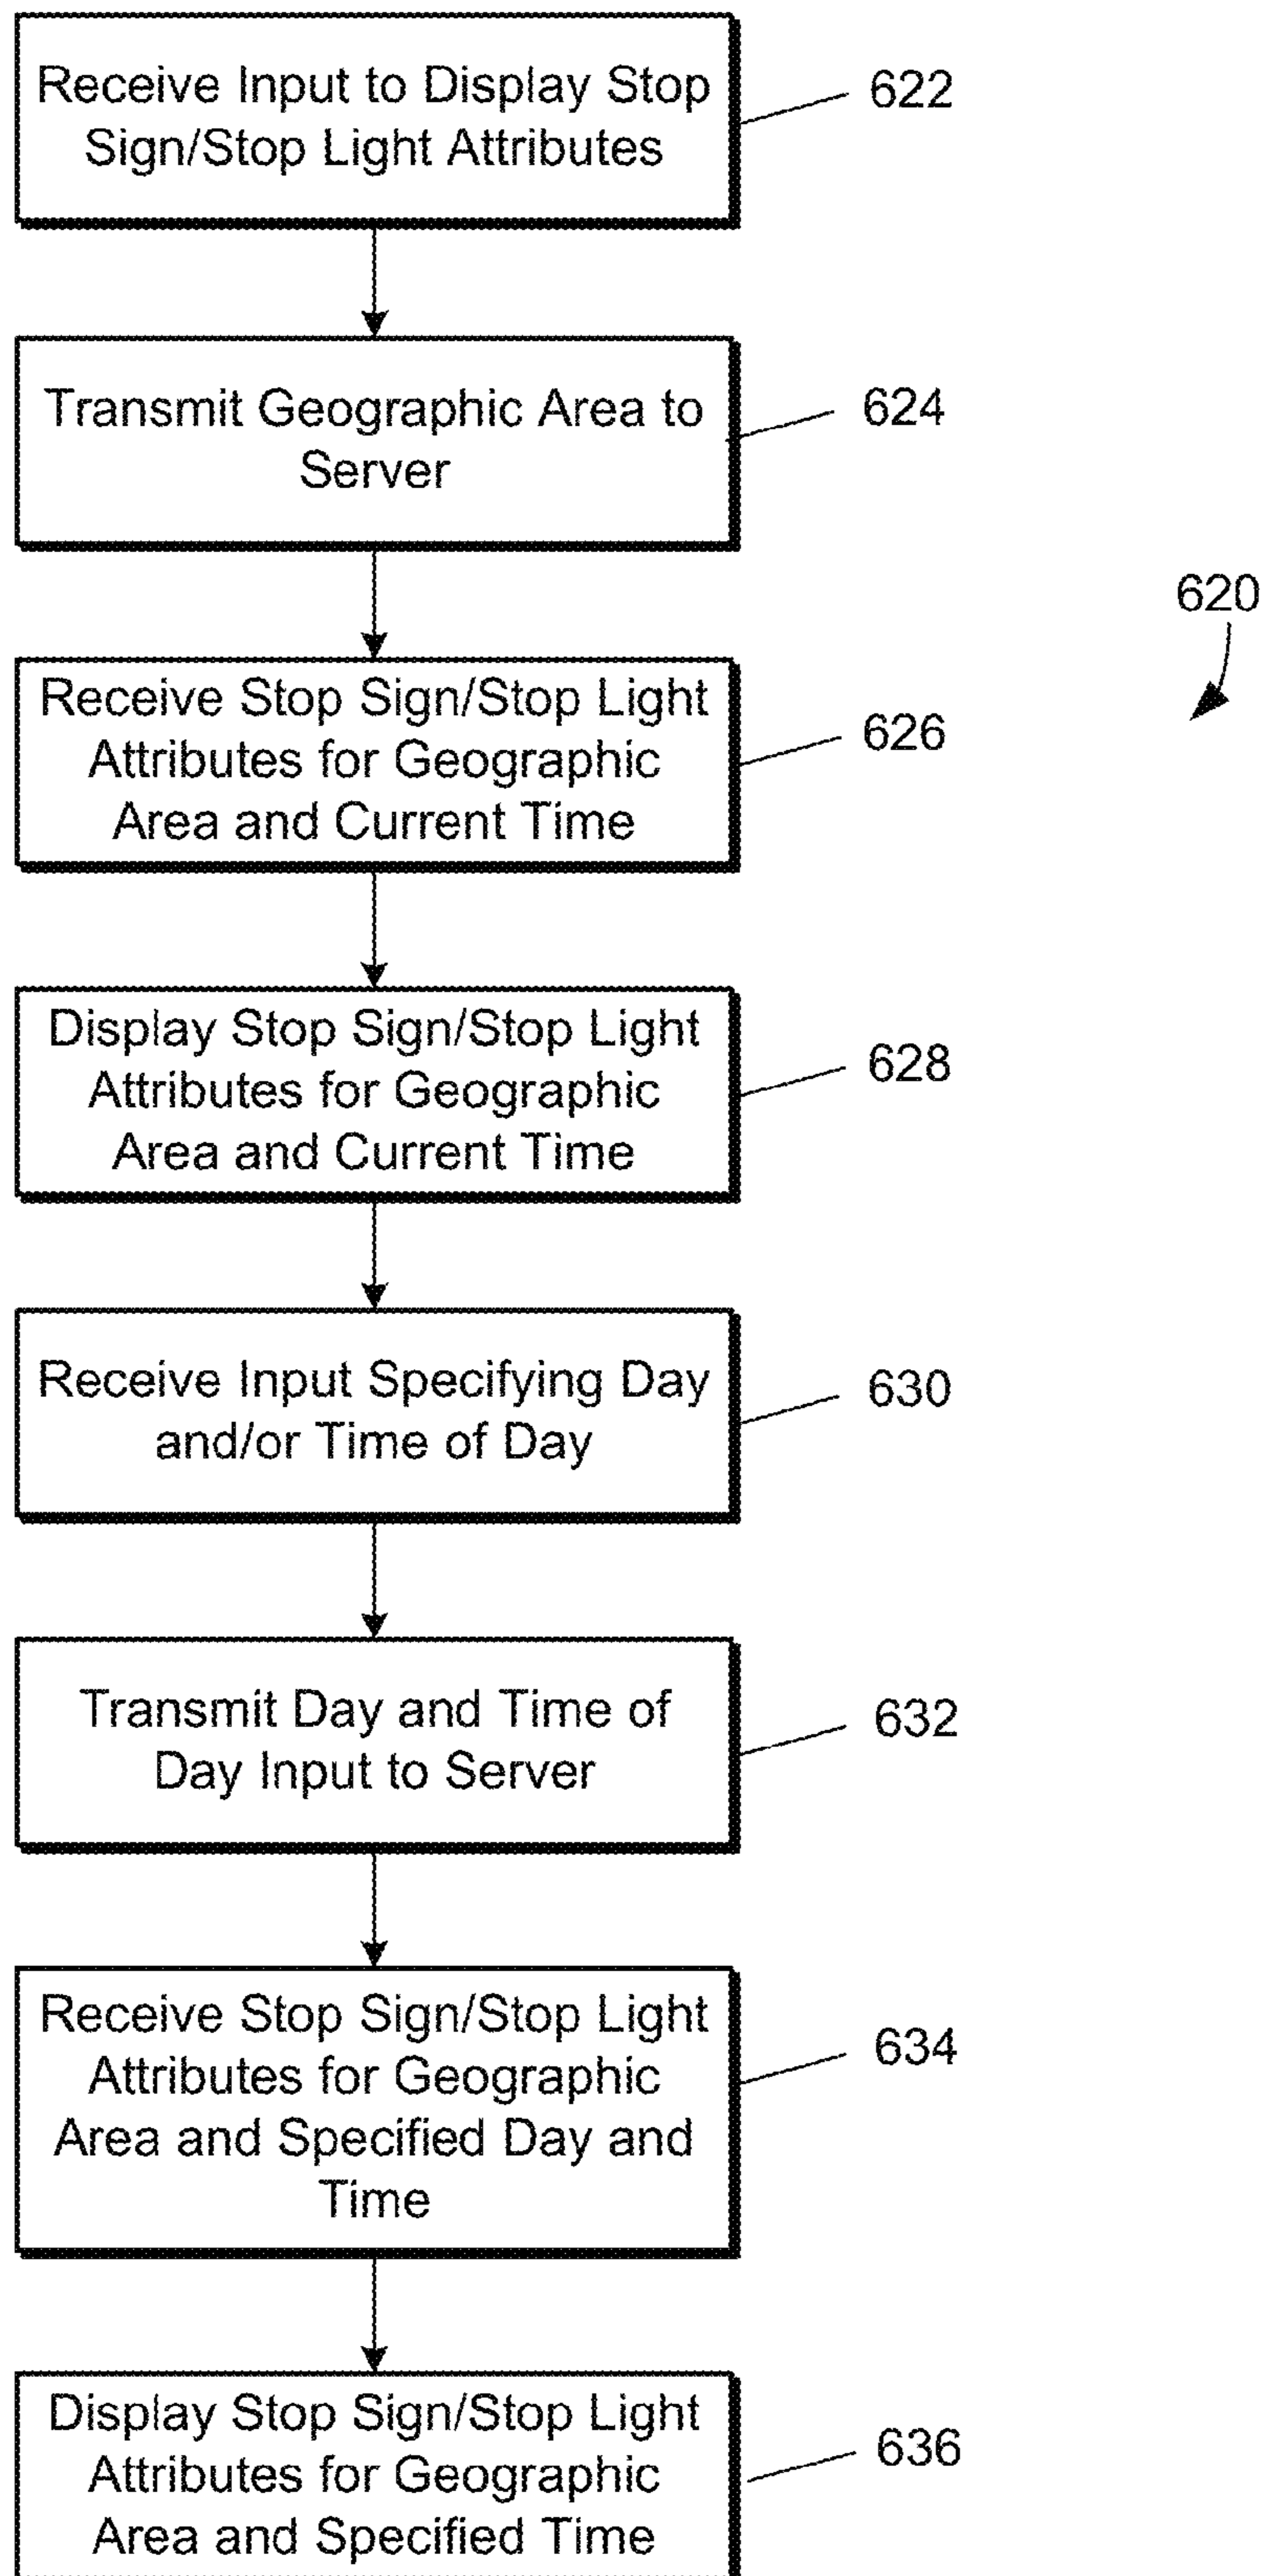 Receive Input to Display Stop
Sign/Stop Light Attributes
622
Transmit Geographic Area to
Server
624
620
Receive Stop Sign/Stop Light
Attributes for Geographic
Area and Current Time
626
Display Stop Sign/Stop Light
Attributes for Geographic
Area and Current Time
628
Receive Input Specifying Day
and/or Time of Day
630
Transmit Day and Time of
Day Input to Server
632
Receive Stop Sign/Stop Light
Attributes for Geographic
Area and Specified Day and
Time
634
Display Stop Sign/Stop Light
Attributes for Geographic
Area and Specified Time
636